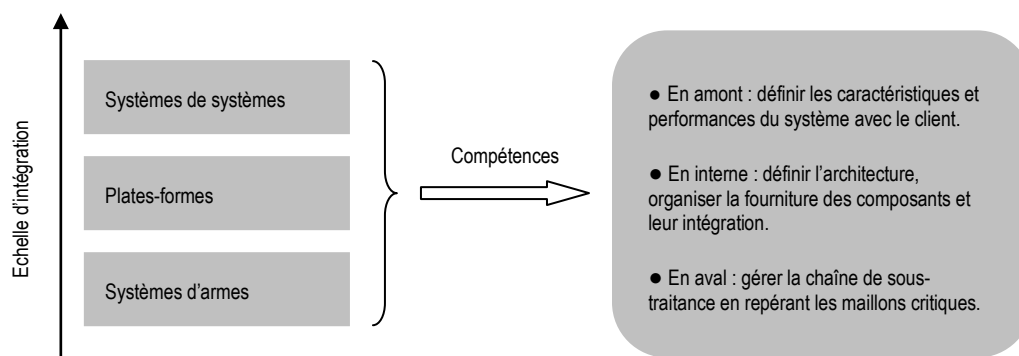 Echelle d'intégration
Systèmes de systèmes
Plates-formes
Systèmes d'armes
Compétences
● En amont : définir les caractéristiques et
performances du système avec le client.
● En interne : définir l'architecture,
organiser la fourniture des composants et
leur intégration.
● En aval : gérer la chaîne de sous-
traitance en repérant les maillons critiques.